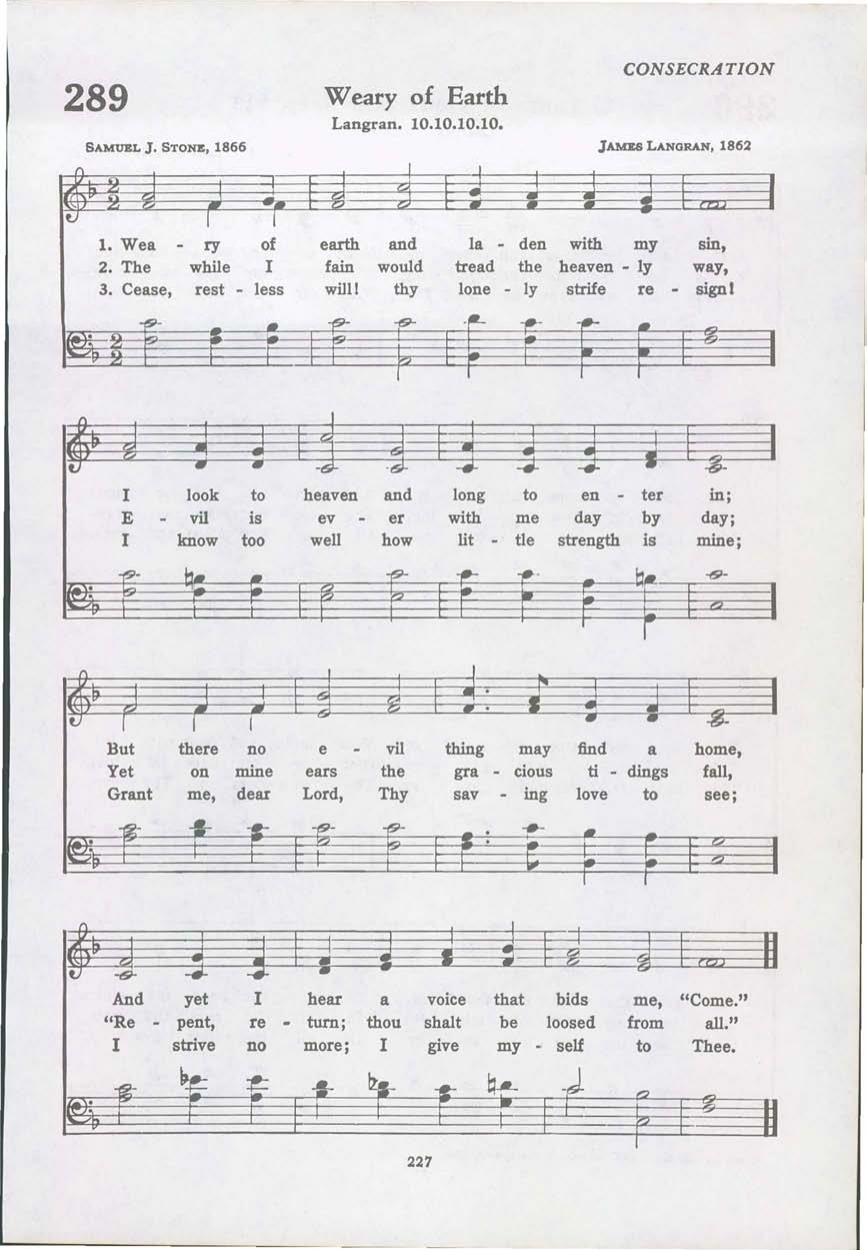 CONSECRATION
289
Weary of Earth
Langran. 10.10.10.10.
SAMUEL J. STONE, 1866
JAMES LANGRAN, 1862
1. Wea - ry of earth and la - den with my sin,
2. The while I fain would tread the heaven - ly way,
3. Cease, rest - less will! thy lone - ly strife re - sign!
I look to heaven and long to en - ter in;
E - vil is ev - er with me day by day;
I know too well how lit - tle strength is mine;
But there no e - vil thing may find a home,
Yet on mine ears the gra - cious ti - dings fall,
Grant me, dear Lord, Thy sav - ing love to see;
And yet I hear a voice that bids me, “Come.”
“Re - pent, re - turn; thou shalt be loosed from all.”
I strive no more; I give my - self to Thee.
227